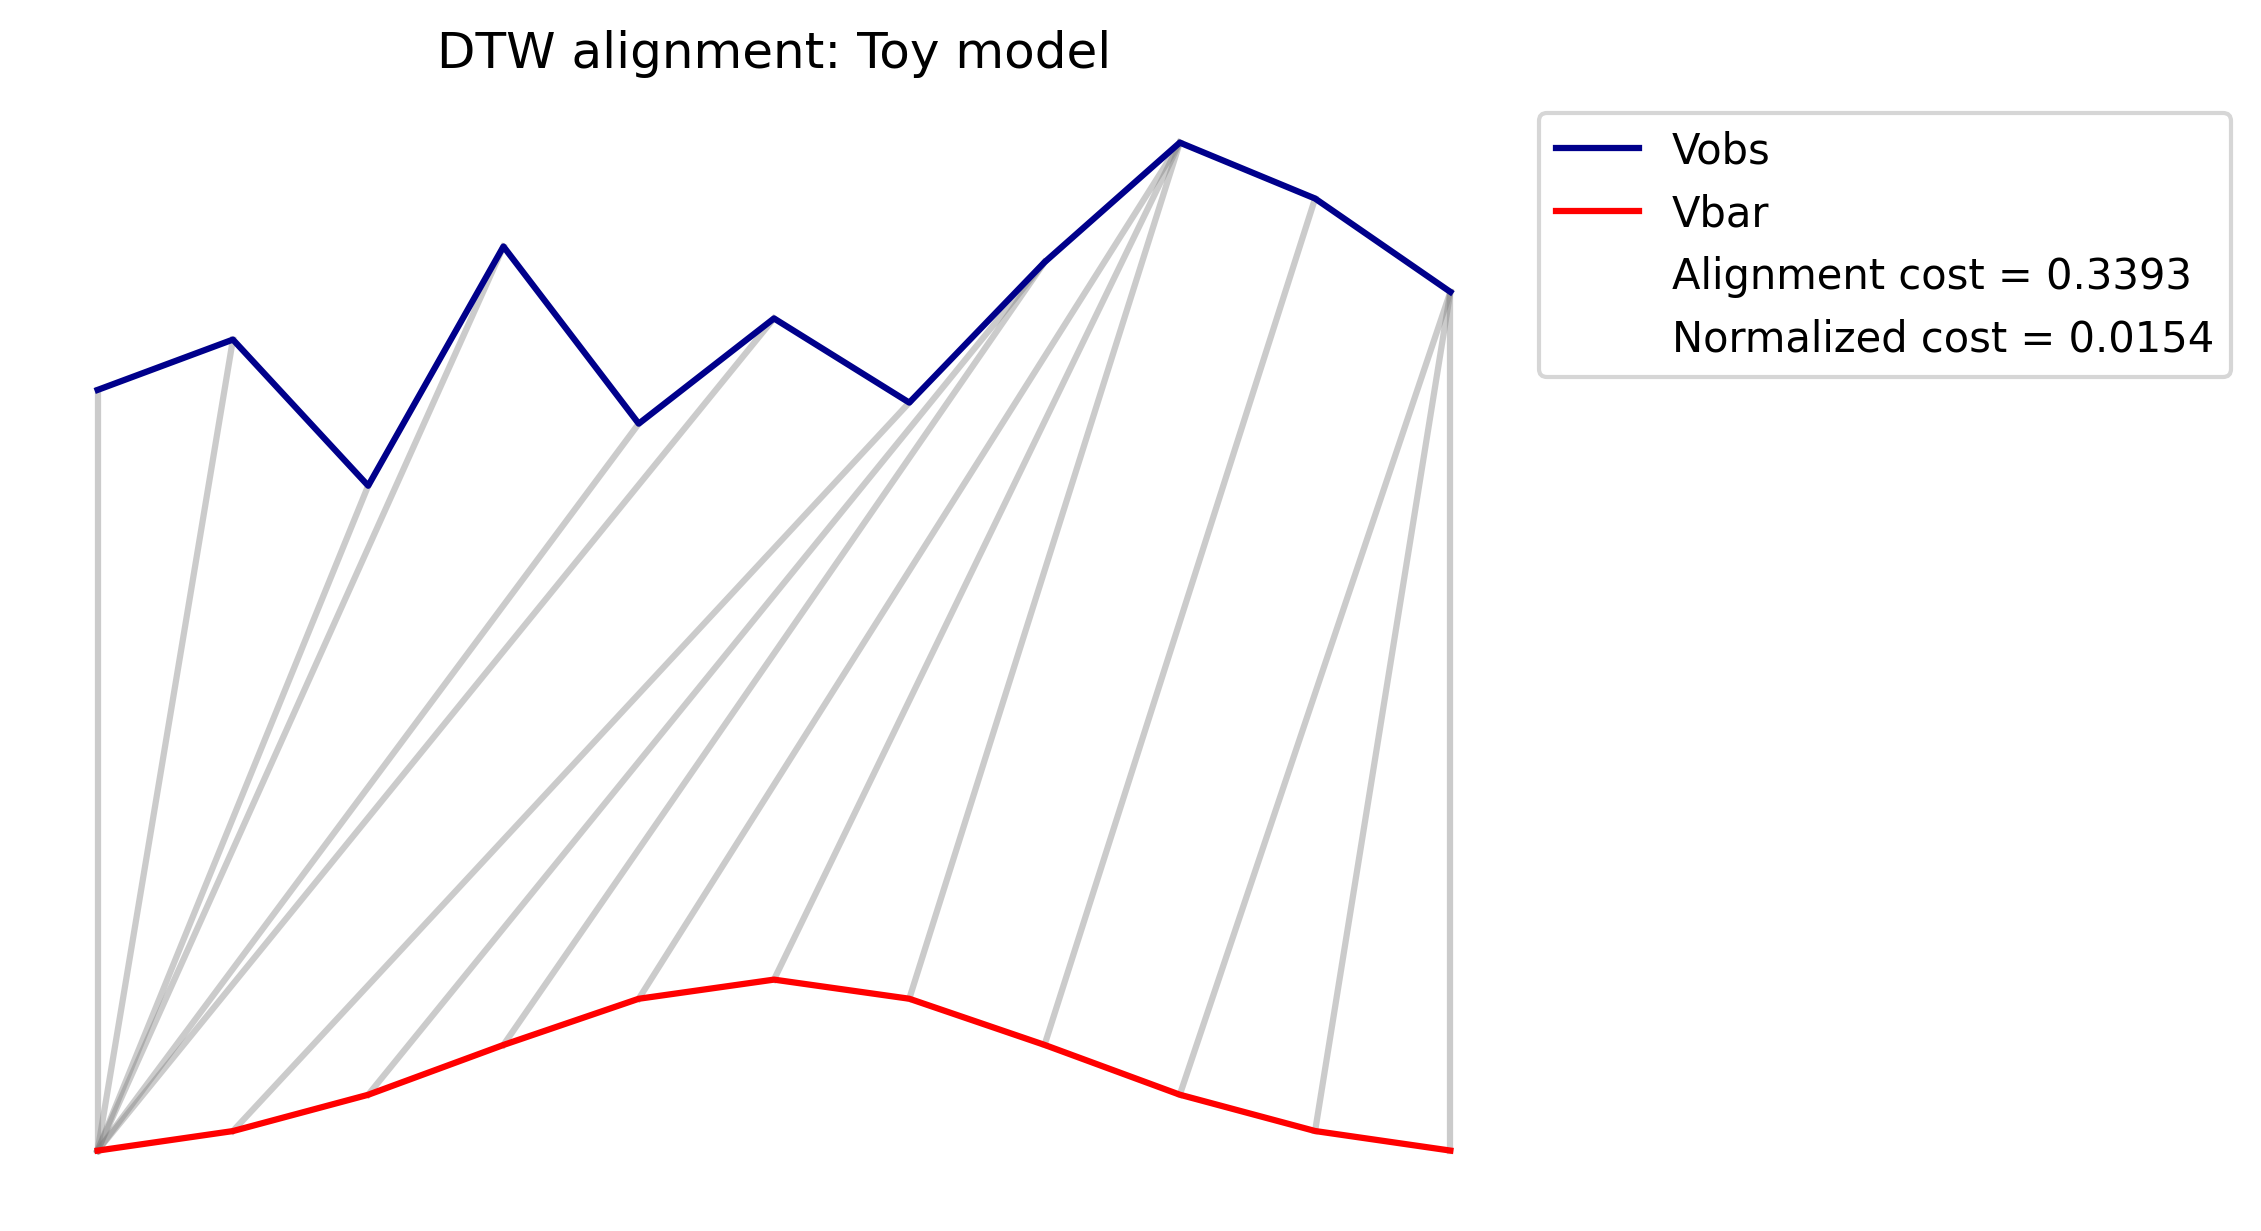 DTW alignment: Toy model
Vobs
Vbar
Alignment cost = 0.3393
Normalized cost = 0.0154